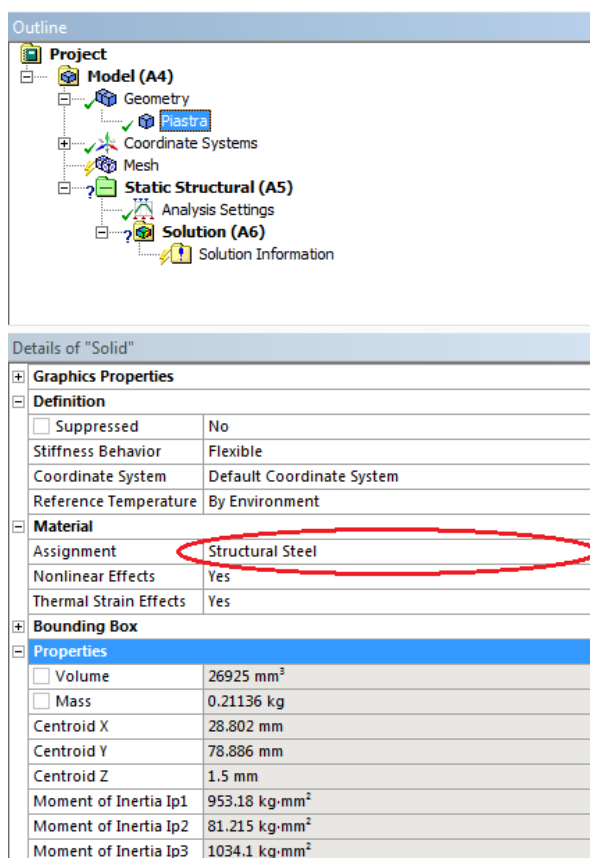 Outline
Project
Model (A4)
Geometry
Piastra
Coordinate Systems
Mesh
Static Structural (A5)
Analysis Settings
Solution (A6)
Solution Information
Details of "Solid"
Graphics Properties
Definition
Suppressed No
Stiffness Behavior Flexible
Coordinate System Default Coordinate System
Reference Temperature By Environment
Material
Assignment Structural Steel
Nonlinear Effects Yes
Thermal Strain Effects Yes
Bounding Box
Properties
Volume 26925 mm³
Mass 0.21136 kg
Centroid X 28.802 mm
Centroid Y 78.886 mm
Centroid Z 1.5 mm
Moment of Inertia Ip1 953.18 kg·mm²
Moment of Inertia Ip2 81.215 kg·mm²
Moment of Inertia Ip3 1034.1 kg·mm²